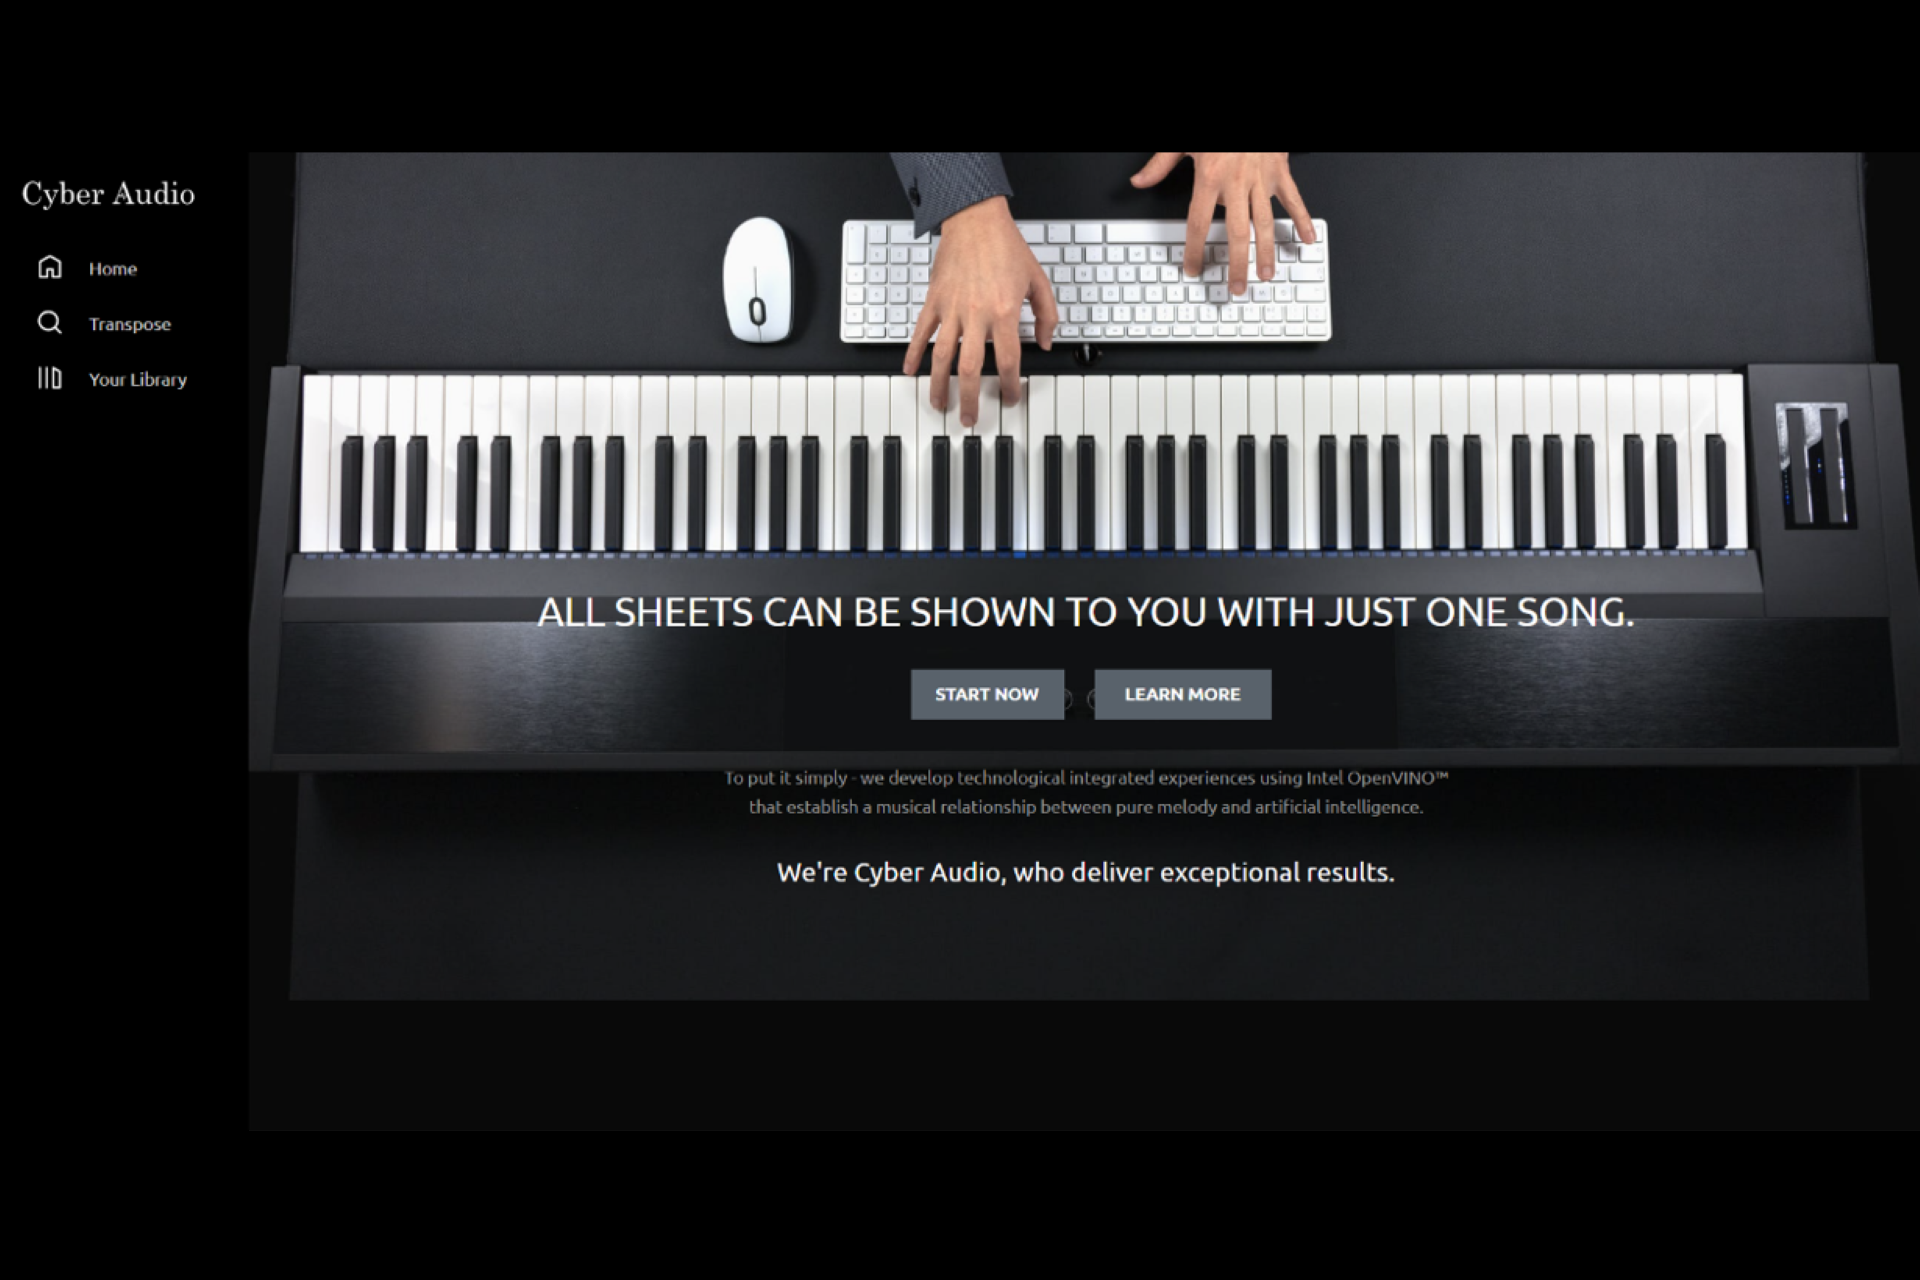 Cyber Audio
Home
Transpose
Your Library
ALL SHEETS CAN BE SHOWN TO YOU WITH JUST ONE SONG.
START NOW
LEARN MORE
To put it simply - we develop technological integrated experiences using Intel OpenVINO™
that establish a musical relationship between pure melody and artificial intelligence.
We're Cyber Audio, who deliver exceptional results.